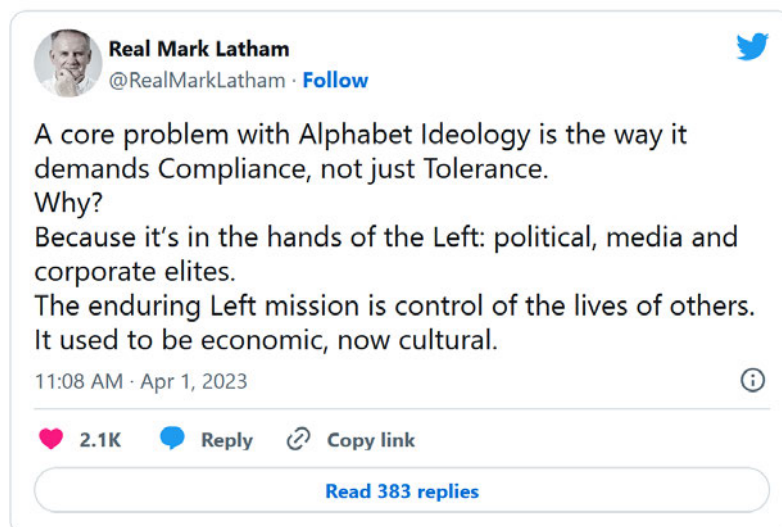 Real Mark Latham
@RealMarkLatham · Follow
A core problem with Alphabet Ideology is the way it
demands Compliance, not just Tolerance.
Why?
Because it's in the hands of the Left: political, media and
corporate elites.
The enduring Left mission is control of the lives of others.
It used to be economic, now cultural.
11:08 AM · Apr 1, 2023
2.1K Reply Copy link
Read 383 replies